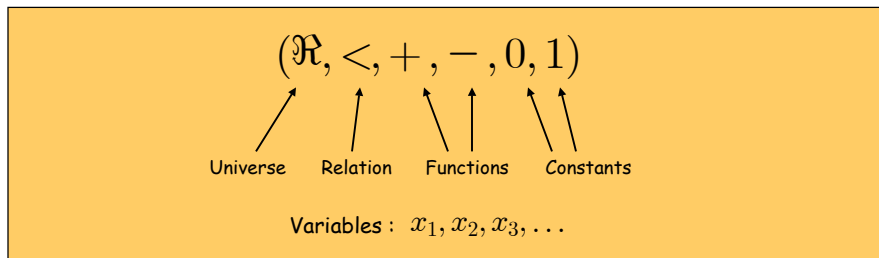 (ℜ, <, +, −, 0, 1)
Universe Relation Functions Constants
Variables : x₁, x₂, x₃, ...